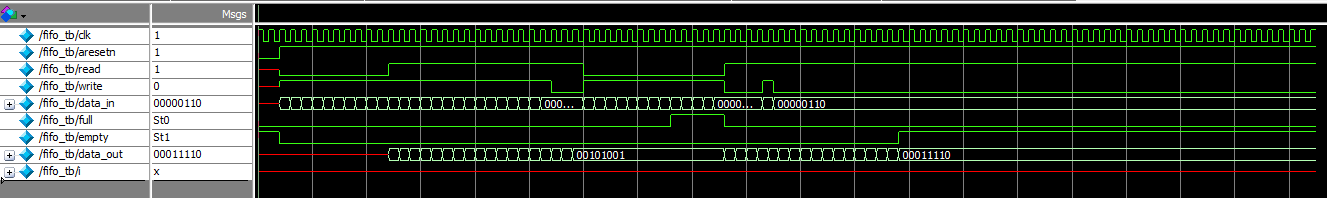 Msgs
/fifo_tb/clk 1
/fifo_tb/aresetn 1
/fifo_tb/read 1
/fifo_tb/write 0
/fifo_tb/data_in 00000110 000... 0000... 00000110
/fifo_tb/full St0
/fifo_tb/empty St1
/fifo_tb/data_out 00011110 00101001 00011110
/fifo_tb/i x